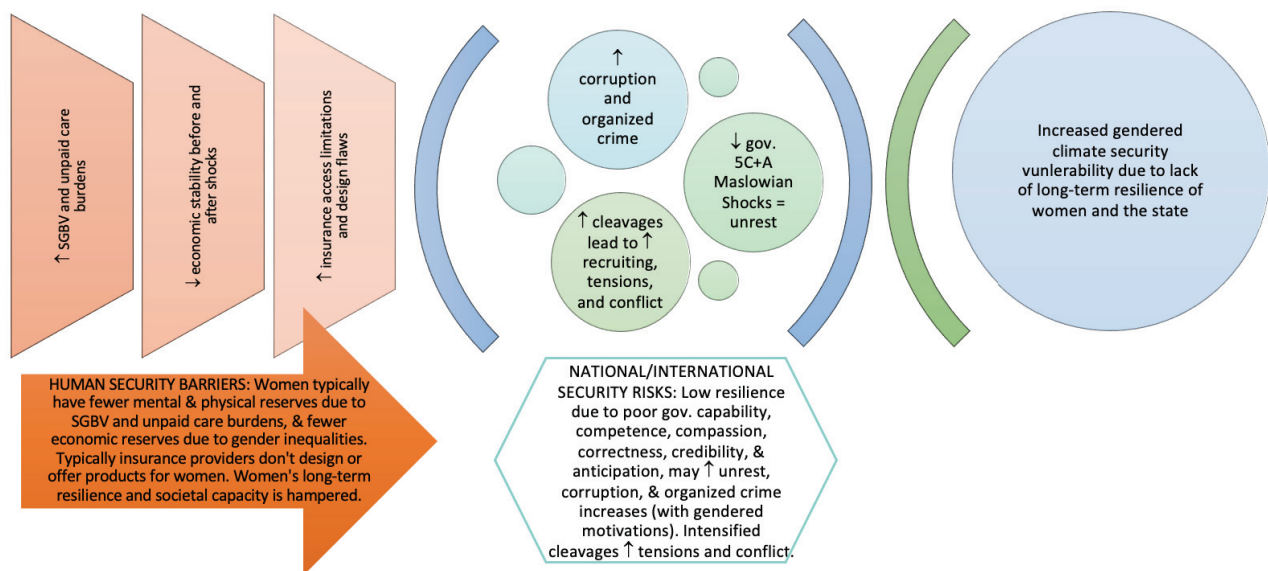 ↑ SGBV and unpaid care
burdens
↓ economic stability before and
after shocks
↑ insurance access limitations
and design flaws
↑
corruption
and
organized
crime
↓ gov.
5C+A
Maslowian
Shocks =
unrest
↑ cleavages
lead to ↑
recruiting,
tensions,
and conflict
Increased gendered
climate security
vunlerability due to lack
of long-term resilience of
women and the state
HUMAN SECURITY BARRIERS: Women typically
have fewer mental & physical reserves due to
SGBV and unpaid care burdens, & fewer
economic reserves due to gender inequalities.
Typically insurance providers don't design or
offer products for women. Women's long-term
resilience and societal capacity is hampered.
NATIONAL/INTERNATIONAL
SECURITY RISKS: Low resilience
due to poor gov. capability,
competence, compassion,
correctness, credibility, &
anticipation, may ↑ unrest,
corruption, & organized crime
increases (with gendered
motivations). Intensified
cleavages ↑ tensions and conflict.